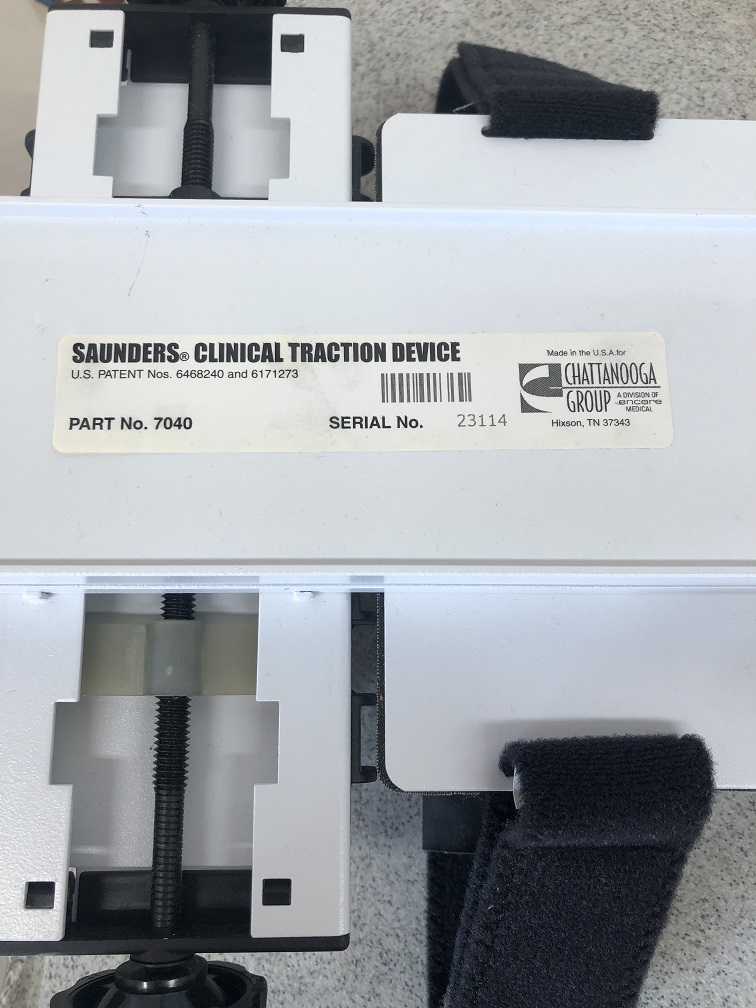 SAUNDERS® CLINICAL TRACTION DEVICE
U.S. PATENT Nos. 6468240 and 6171273
PART No. 7040
SERIAL No. 23114
Made in the U.S.A. for
CHATTANOOGA
GROUP
A DIVISION OF
encore
MEDICAL
Hixson, TN 37343